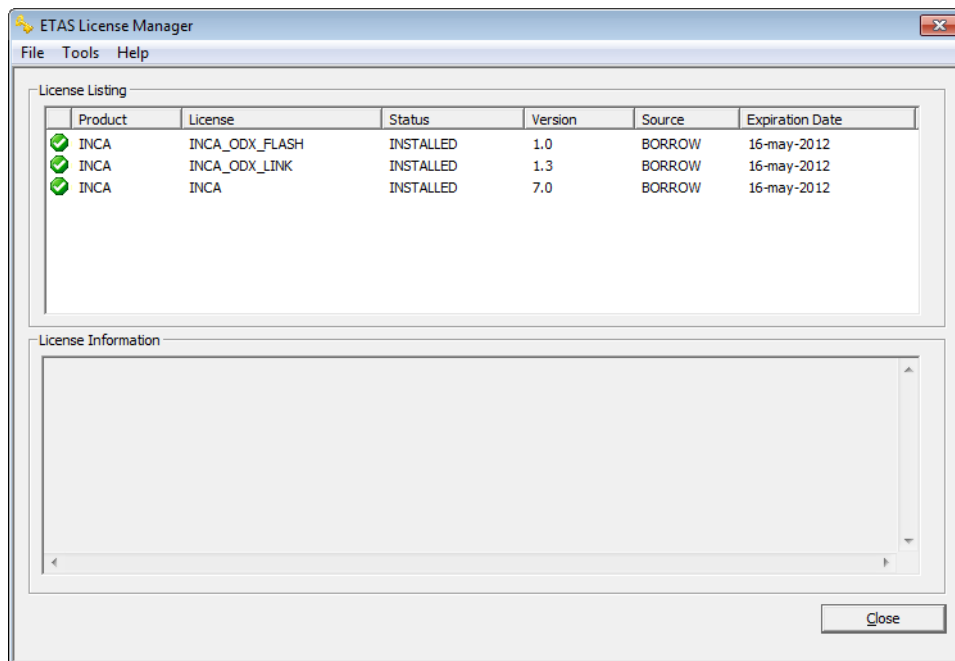 ETAS License Manager
File Tools Help
License Listing
Product License Status Version Source Expiration Date
INCA INCA_ODX_FLASH INSTALLED 1.0 BORROW 16-may-2012
INCA INCA_ODX_LINK INSTALLED 1.3 BORROW 16-may-2012
INCA INCA INSTALLED 7.0 BORROW 16-may-2012
License Information
Close